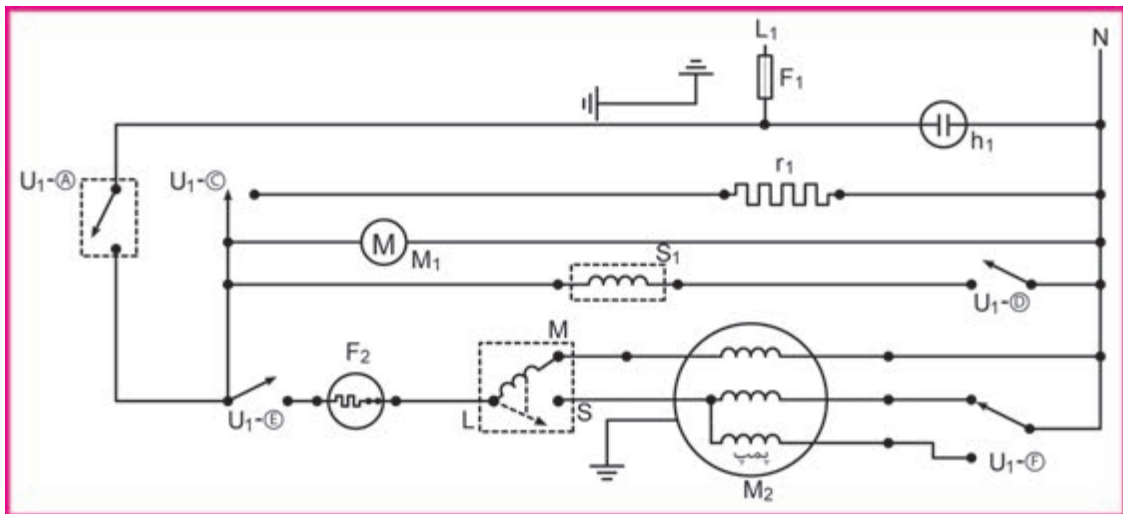 L₁
N
F₁
h₁
U₁-Ⓐ
U₁-Ⓒ
r₁
M
M₁
S₁
U₁-Ⓓ
F₂
M
L
S
U₁-Ⓔ
پمپ
U₁-Ⓕ
M₂